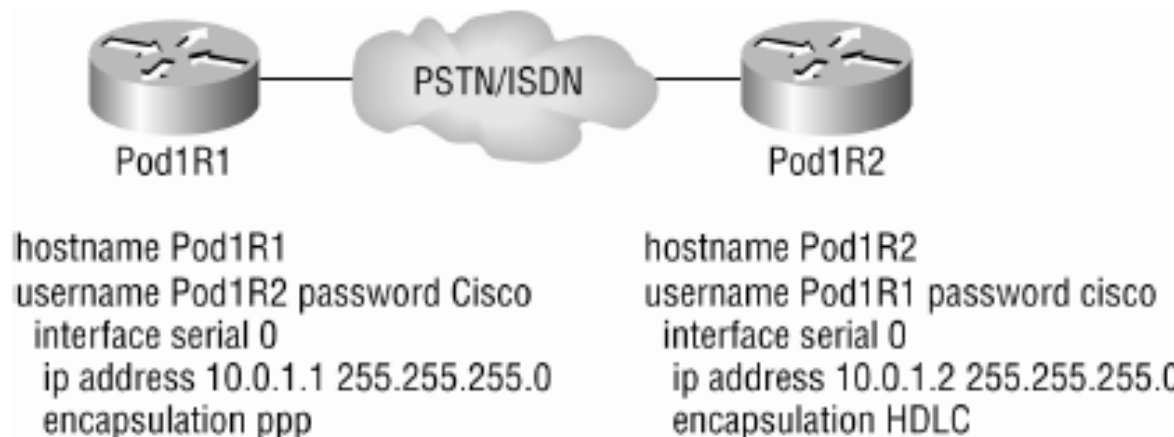 PSTN/ISDN
Pod1R1
Pod1R2
hostname Pod1R1
username Pod1R2 password Cisco
interface serial 0
ip address 10.0.1.1 255.255.255.0
encapsulation ppp
hostname Pod1R2
username Pod1R1 password cisco
interface serial 0
ip address 10.0.1.2 255.255.255.0
encapsulation HDLC